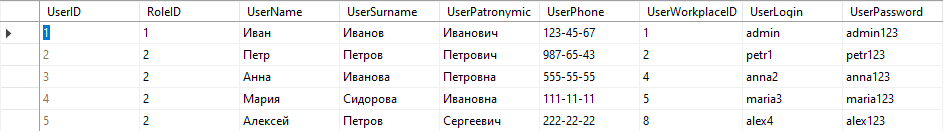 UserID RoleID UserName UserSurname UserPatronymic UserPhone UserWorkplaceID UserLogin UserPassword
1 1 Иван Иванов Иванович 123-45-67 1 admin admin123
2 2 Петр Петров Петрович 987-65-43 2 petr1 petr123
3 2 Анна Иванова Петровна 555-55-55 4 anna2 anna123
4 2 Мария Сидорова Ивановна 111-11-11 5 maria3 maria123
5 2 Алексей Петров Сергеевич 222-22-22 8 alex4 alex123